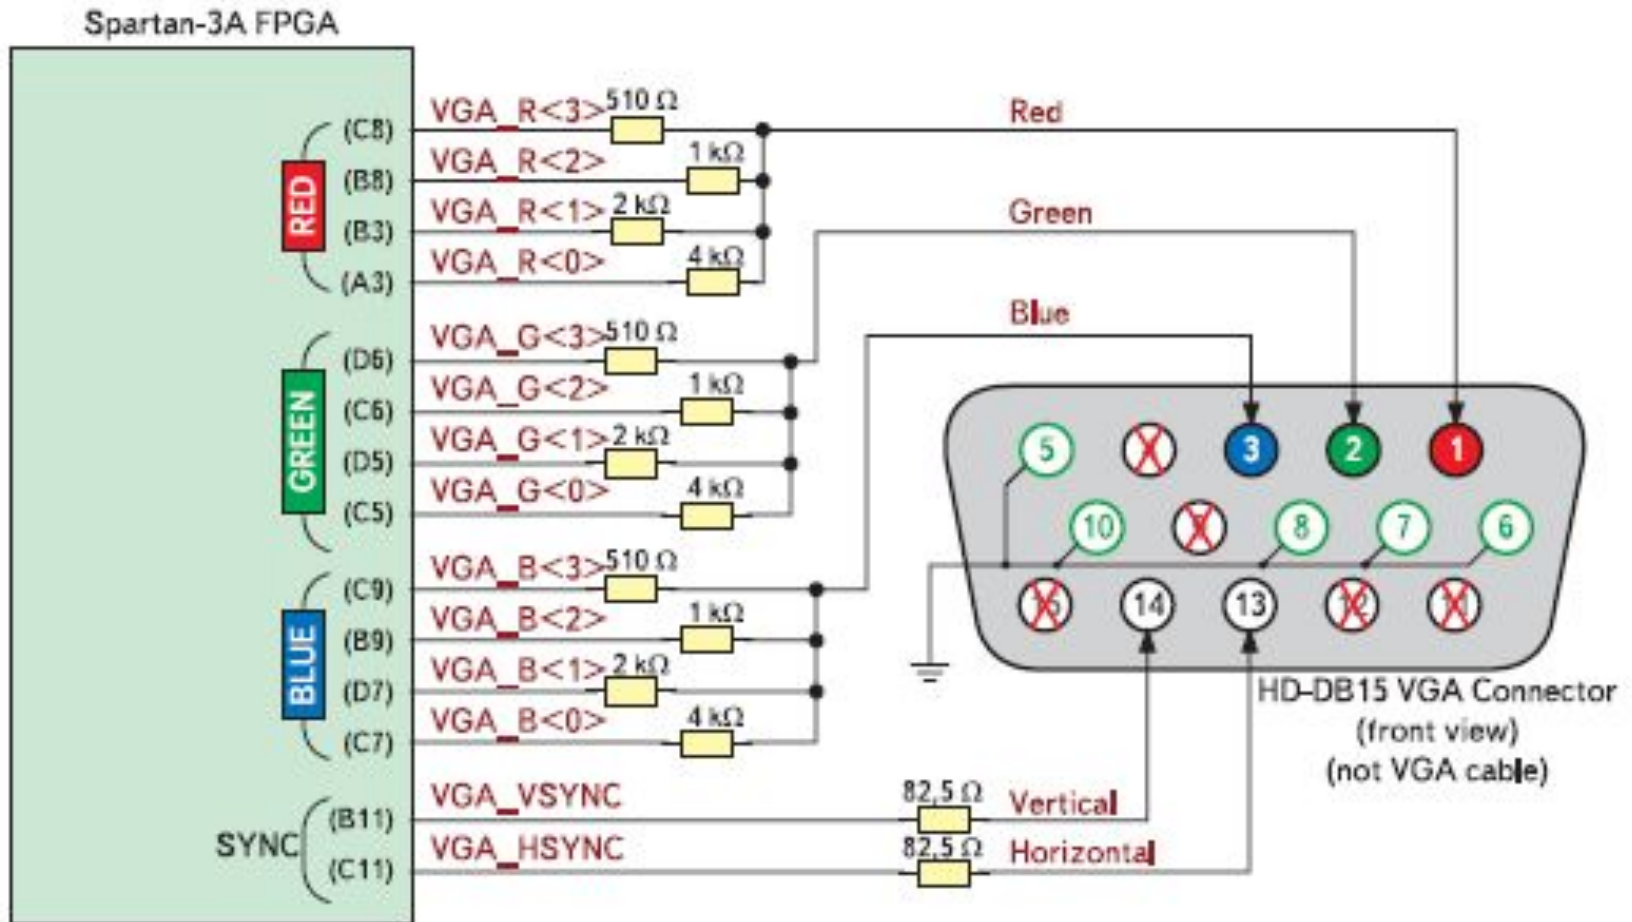 Spartan-3A FPGA
RED
(C8) VGA_R<3> 510 Ω Red
(B8) VGA_R<2> 1 kΩ
(B3) VGA_R<1> 2 kΩ
(A3) VGA_R<0> 4 kΩ
Green
GREEN
(D6) VGA_G<3> 510 Ω
(C6) VGA_G<2> 1 kΩ
(D5) VGA_G<1> 2 kΩ
(C5) VGA_G<0> 4 kΩ
Blue
BLUE
(C9) VGA_B<3> 510 Ω
(B9) VGA_B<2> 1 kΩ
(D7) VGA_B<1> 2 kΩ
(C7) VGA_B<0> 4 kΩ
SYNC
(B11) VGA_VSYNC 82,5 Ω Vertical
(C11) VGA_HSYNC 82,5 Ω Horizontal
5 3 2 1
10 8 7 6
15 14 13 12
HD-DB15 VGA Connector
(front view)
(not VGA cable)